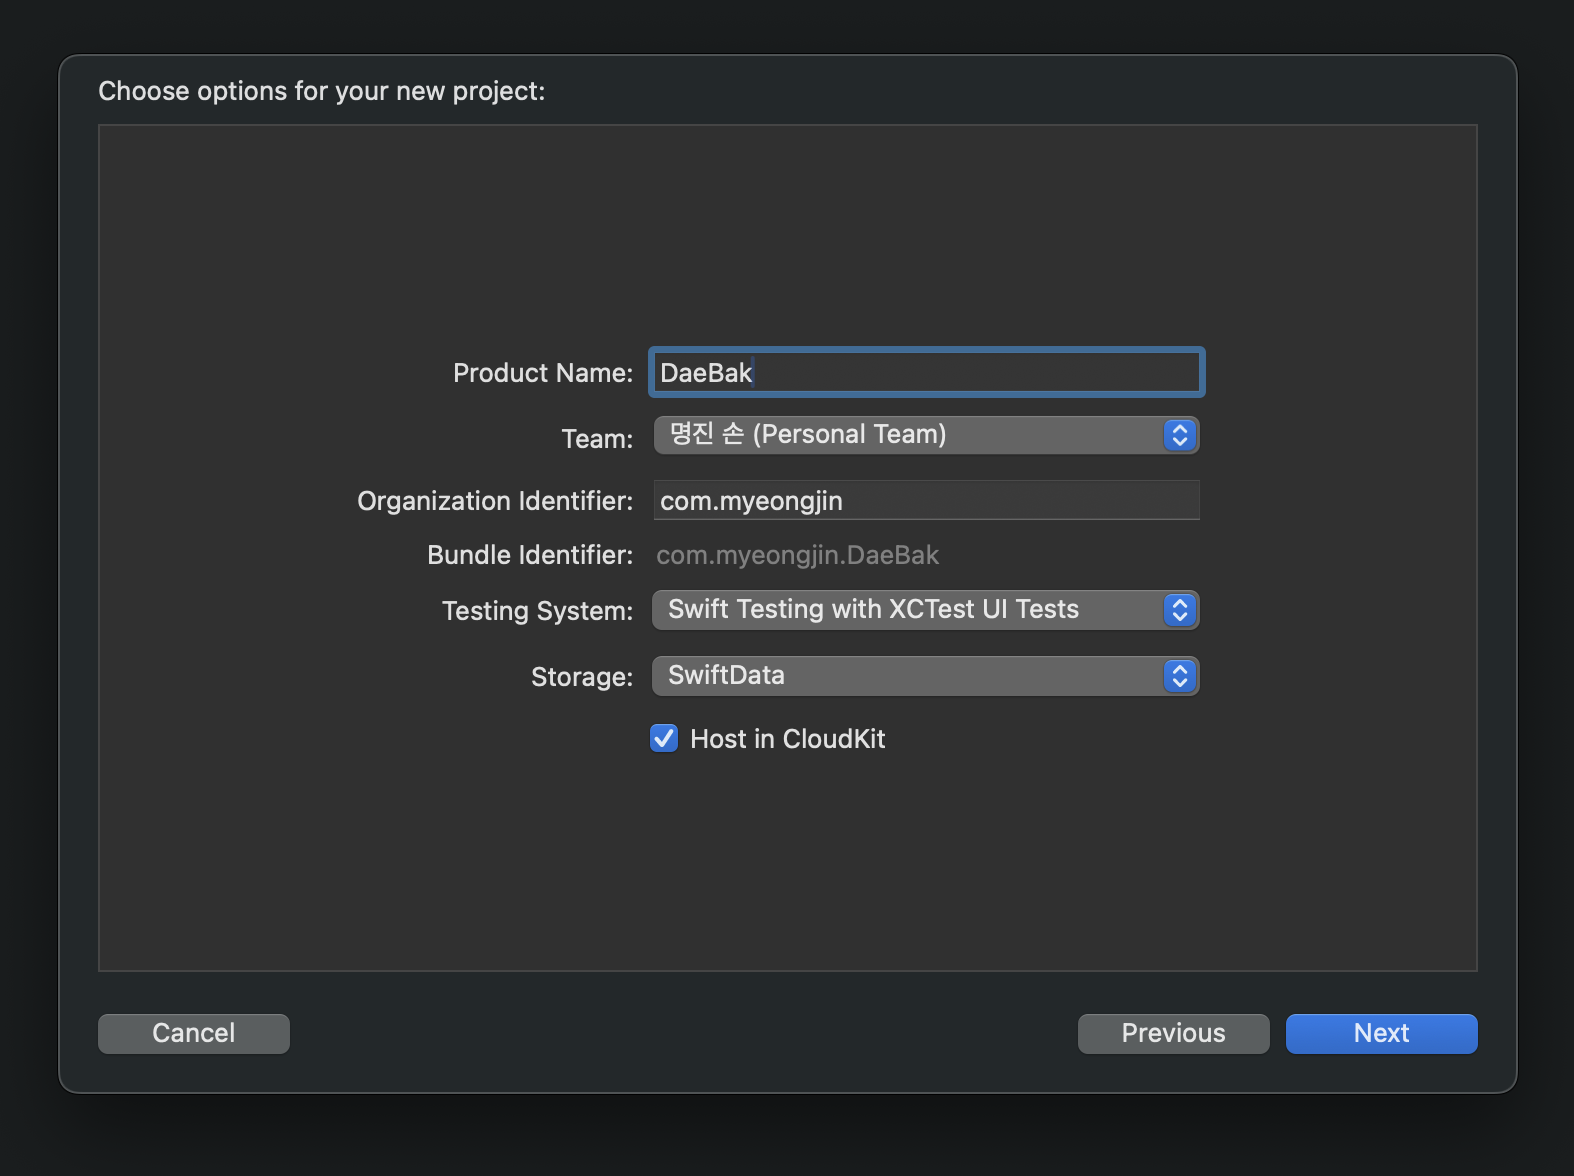 Choose options for your new project:
Product Name: DaeBak
Team: 명진 손 (Personal Team)
Organization Identifier: com.myeongjin
Bundle Identifier: com.myeongjin.DaeBak
Testing System: Swift Testing with XCTest UI Tests
Storage: SwiftData
Host in CloudKit
Cancel Previous Next